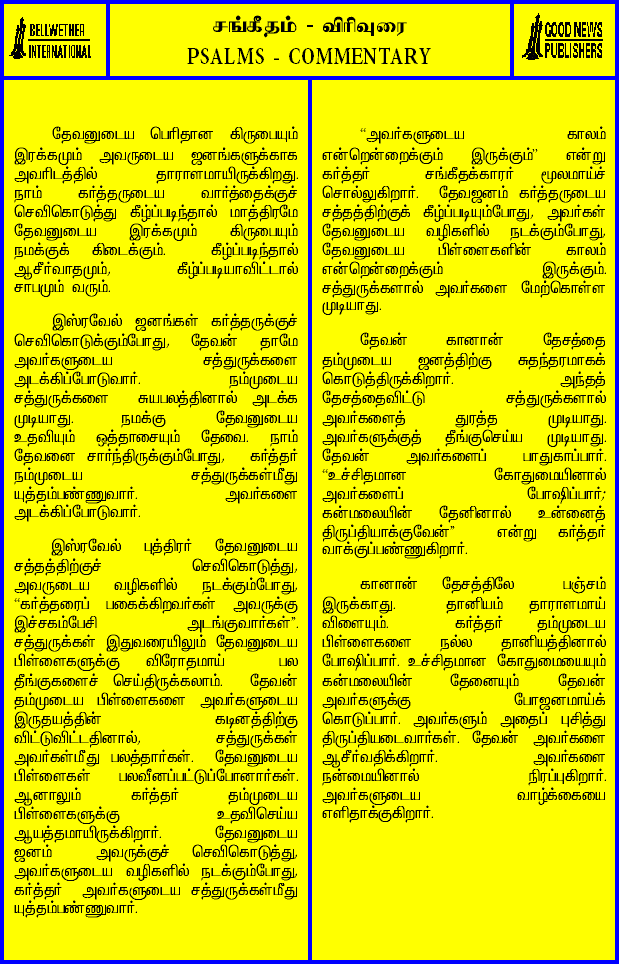 BELLWETHER
INTERNATIONAL
சங்கீதம் - விரிவுரை
PSALMS - COMMENTARY
GOOD NEWS
PUBLISHERS
தேவனுடைய பெரிதான கிருபையும்
இரக்கமும் அவருடைய ஜனங்களுக்காக
அவரிடத்தில் தாராளமாயிருக்கிறது.
நாம் கர்த்தருடைய வார்த்தைக்குச்
செவிகொடுத்து கீழ்ப்படிந்தால் மாத்திரமே
தேவனுடைய இரக்கமும் கிருபையும்
நமக்குக் கிடைக்கும். கீழ்ப்படிந்தால்
ஆசீர்வாதமும், கீழ்ப்படியாவிட்டால்
சாபமும் வரும்.
இஸ்ரவேல் ஜனங்கள் கர்த்தருக்குச்
செவிகொடுக்கும்போது, தேவன் தாமே
அவர்களுடைய சத்துருக்களை
அடக்கிப்போடுவார். நம்முடைய
சத்துருக்களை சுயபலத்தினால் அடக்க
முடியாது. நமக்கு தேவனுடைய
உதவியும் ஒத்தாசையும் தேவை. நாம்
தேவனை சார்ந்திருக்கும்போது, கர்த்தர்
நம்முடைய சத்துருக்கள்மீது
யுத்தம்பண்ணுவார். அவர்களை
அடக்கிப்போடுவார்.
இஸ்ரவேல் புத்திரர் தேவனுடைய
சத்தத்திற்குச் செவிகொடுத்து,
அவருடைய வழிகளில் நடக்கும்போது,
“கர்த்தரைப் பகைக்கிறவர்கள் அவருக்கு
இச்சகம்பேசி அடங்குவார்கள்”.
சத்துருக்கள் இதுவரையிலும் தேவனுடைய
பிள்ளைகளுக்கு விரோதமாய் பல
தீங்குகளைச் செய்திருக்கலாம். தேவன்
தம்முடைய பிள்ளைகளை அவர்களுடைய
இருதயத்தின் கடினத்திற்கு
விட்டுவிட்டதினால், சத்துருக்கள்
அவர்கள்மீது பலத்தார்கள். தேவனுடைய
பிள்ளைகள் பலவீனப்பட்டுப்போனார்கள்.
ஆனாலும் கர்த்தர் தம்முடைய
பிள்ளைகளுக்கு உதவிசெய்ய
ஆயத்தமாயிருக்கிறார். தேவனுடைய
ஜனம் அவருக்குச் செவிகொடுத்து,
அவர்களுடைய வழிகளில் நடக்கும்போது,
கர்த்தர் அவர்களுடைய சத்துருக்கள்மீது
யுத்தம்பண்ணுவார்.
“அவர்களுடைய காலம்
என்றென்றைக்கும் இருக்கும்” என்று
கர்த்தர் சங்கீதக்காரர் மூலமாய்ச்
சொல்லுகிறார். தேவஜனம் கர்த்தருடைய
சத்தத்திற்குக் கீழ்ப்படியும்போது, அவர்கள்
தேவனுடைய வழிகளில் நடக்கும்போது,
தேவனுடைய பிள்ளைகளின் காலம்
என்றென்றைக்கும் இருக்கும்.
சத்துருக்களால் அவர்களை மேற்கொள்ள
முடியாது.
தேவன் கானான் தேசத்தை
தம்முடைய ஜனத்திற்கு சுதந்தரமாகக்
கொடுத்திருக்கிறார். அந்தத்
தேசத்தைவிட்டு சத்துருக்களால்
அவர்களைத் துரத்த முடியாது.
அவர்களுக்குத் தீங்குசெய்ய முடியாது.
தேவன் அவர்களைப் பாதுகாப்பார்.
“உச்சிதமான கோதுமையினால்
அவர்களைப் போஷிப்பார்;
கன்மலையின் தேனினால் உன்னைத்
திருப்தியாக்குவேன்” என்று கர்த்தர்
வாக்குப்பண்ணுகிறார்.
கானான் தேசத்திலே பஞ்சம்
இருக்காது. தானியம் தாராளமாய்
விளையும். கர்த்தர் தம்முடைய
பிள்ளைகளை நல்ல தானியத்தினால்
போஷிப்பார். உச்சிதமான கோதுமையையும்
கன்மலையின் தேனையும் தேவன்
அவர்களுக்கு போஜனமாய்க்
கொடுப்பார். அவர்களும் அதைப் புசித்து
திருப்தியடைவார்கள். தேவன் அவர்களை
ஆசீர்வதிக்கிறார். அவர்களை
நன்மையினால் நிரப்புகிறார்.
அவர்களுடைய வாழ்க்கையை
எளிதாக்குகிறார்.